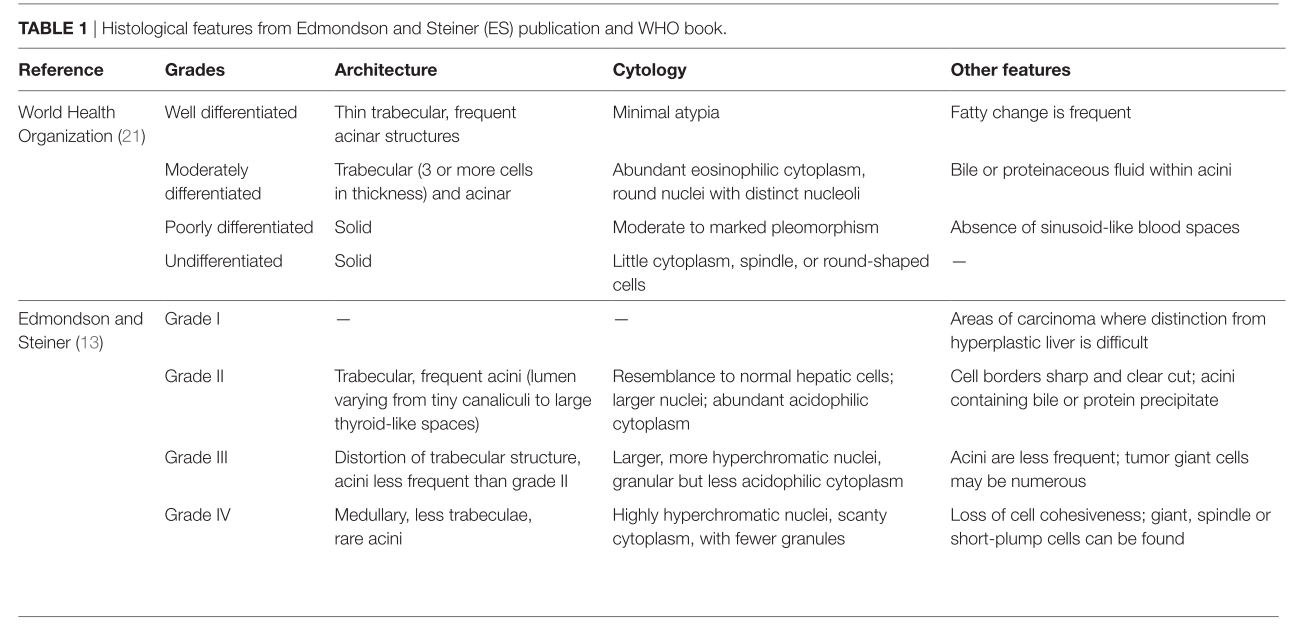 TABLE 1 | Histological features from Edmondson and Steiner (ES) publication and WHO book.
Reference Grades Architecture Cytology Other features
World Health Well differentiated Thin trabecular, frequent Minimal atypia Fatty change is frequent
Organization (21) acinar structures
Moderately Trabecular (3 or more cells Abundant eosinophilic cytoplasm, Bile or proteinaceous fluid within acini
differentiated in thickness) and acinar round nuclei with distinct nucleoli
Poorly differentiated Solid Moderate to marked pleomorphism Absence of sinusoid-like blood spaces
Undifferentiated Solid Little cytoplasm, spindle, or round-shaped —
cells
Edmondson and Grade I — — Areas of carcinoma where distinction from
Steiner (13) hyperplastic liver is difficult
Grade II Trabecular, frequent acini (lumen Resemblance to normal hepatic cells; Cell borders sharp and clear cut; acini
varying from tiny canaliculi to large larger nuclei; abundant acidophilic containing bile or protein precipitate
thyroid-like spaces) cytoplasm
Grade III Distortion of trabecular structure, Larger, more hyperchromatic nuclei, Acini are less frequent; tumor giant cells
acini less frequent than grade II granular but less acidophilic cytoplasm may be numerous
Grade IV Medullary, less trabeculae, Highly hyperchromatic nuclei, scanty Loss of cell cohesiveness; giant, spindle or
rare acini cytoplasm, with fewer granules short-plump cells can be found